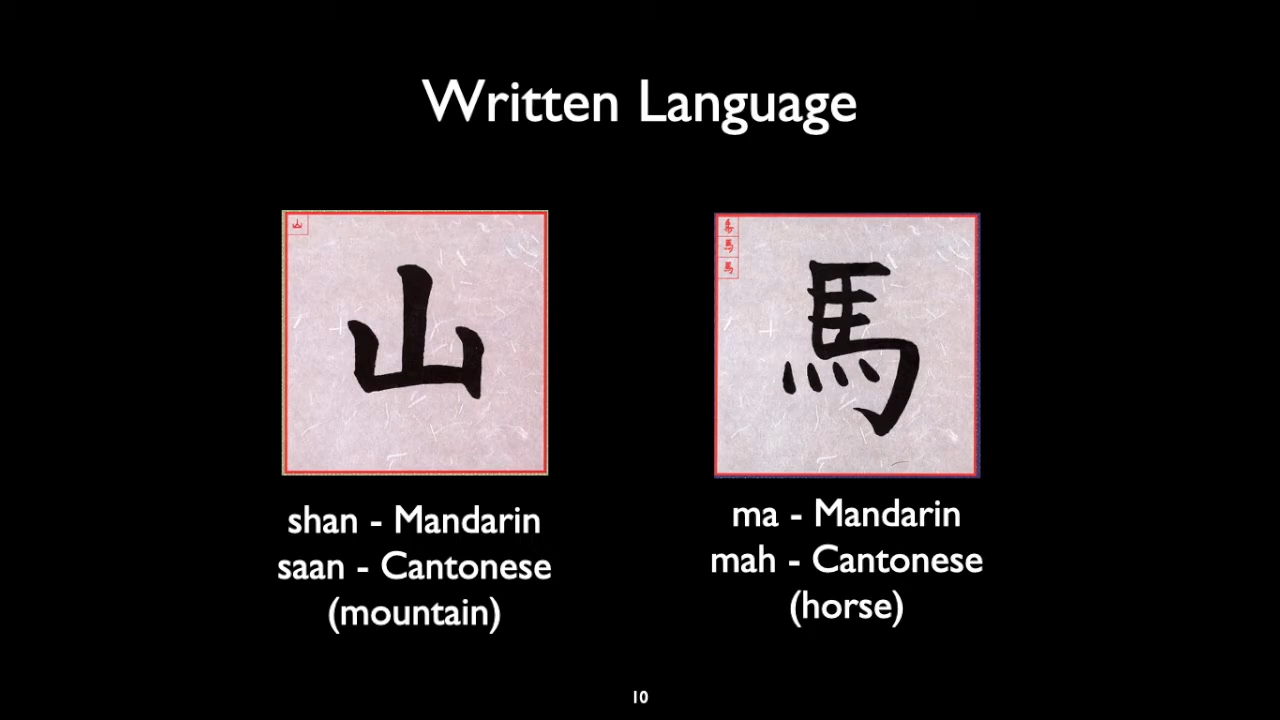 Written Language
山
shan - Mandarin
saan - Cantonese
(mountain)
馬
ma - Mandarin
mah - Cantonese
(horse)
10